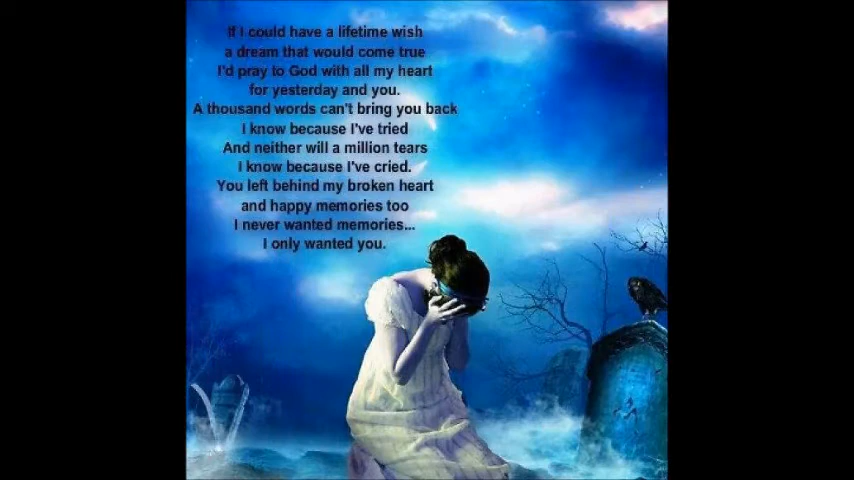 If I could have a lifetime wish
a dream that would come true
I'd pray to God with all my heart
for yesterday and you.
A thousand words can't bring you back
I know because I've tried
And neither will a million tears
I know because I've cried.
You left behind my broken heart
and happy memories too
I never wanted memories...
I only wanted you.